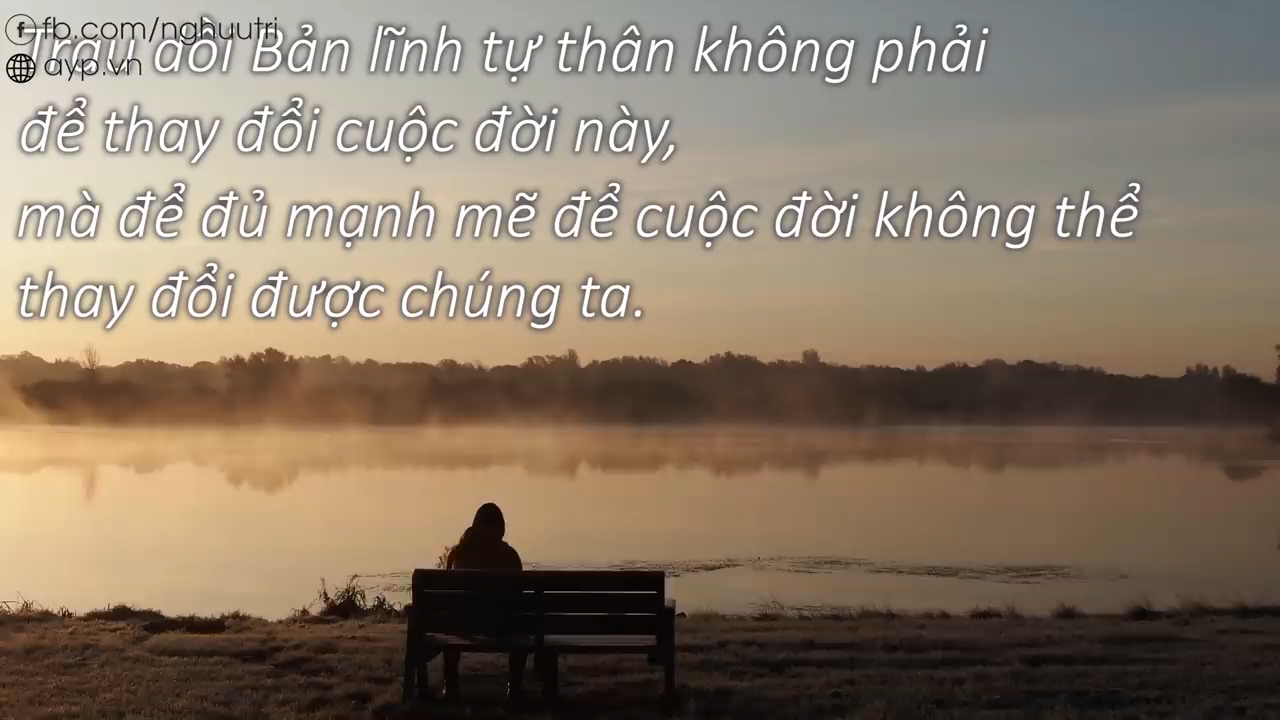 fb.com/nghuutri
ayp.vn
Trau dồi Bản lĩnh tự thân không phải
để thay đổi cuộc đời này,
mà để đủ mạnh mẽ để cuộc đời không thể
thay đổi được chúng ta.